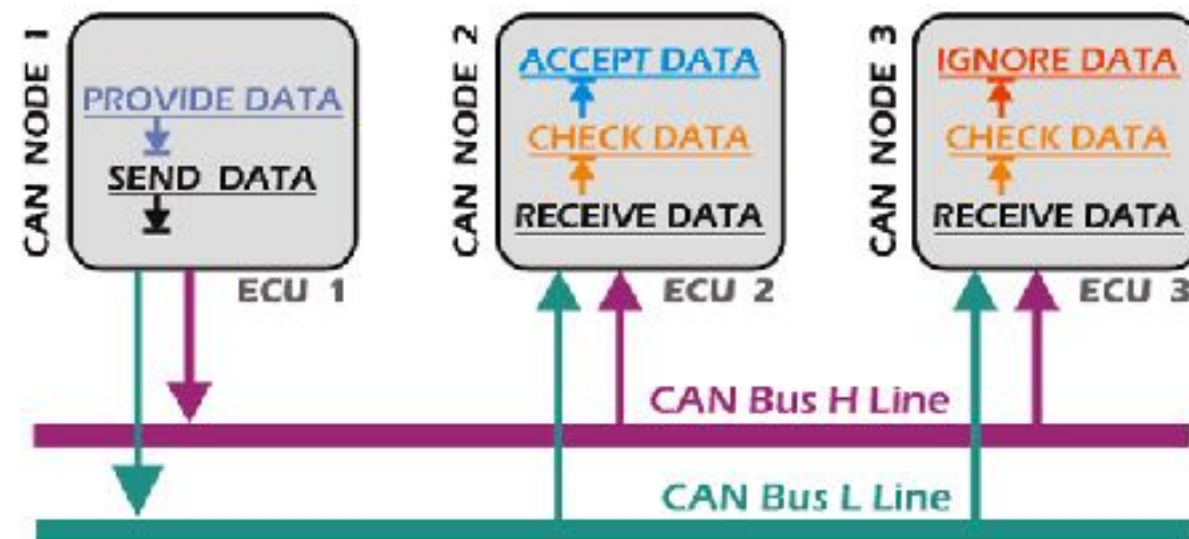 CAN NODE 1
PROVIDE DATA
SEND DATA
ECU 1
CAN NODE 2
ACCEPT DATA
CHECK DATA
RECEIVE DATA
ECU 2
CAN NODE 3
IGNORE DATA
CHECK DATA
RECEIVE DATA
ECU 3
CAN Bus H Line
CAN Bus L Line